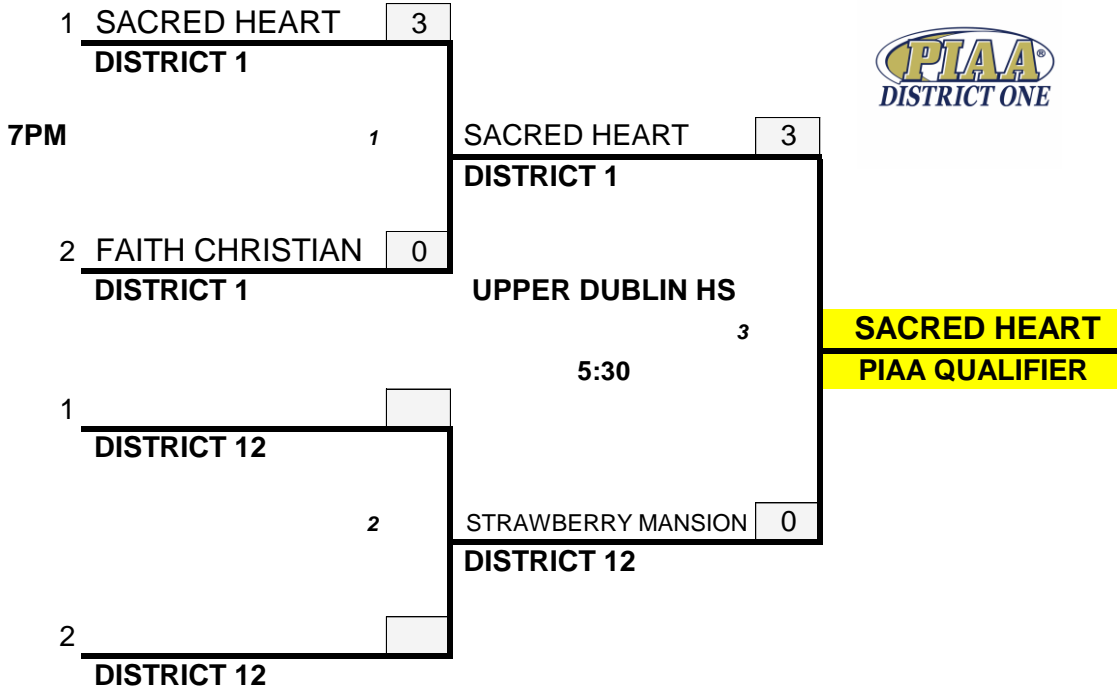 1 SACRED HEART 3
DISTRICT 1
PIAA®
DISTRICT ONE
7PM
1
SACRED HEART 3
DISTRICT 1
2 FAITH CHRISTIAN 0
DISTRICT 1
UPPER DUBLIN HS
3
5:30
SACRED HEART
PIAA QUALIFIER
1
DISTRICT 12
2
STRAWBERRY MANSION 0
DISTRICT 12
2
DISTRICT 12